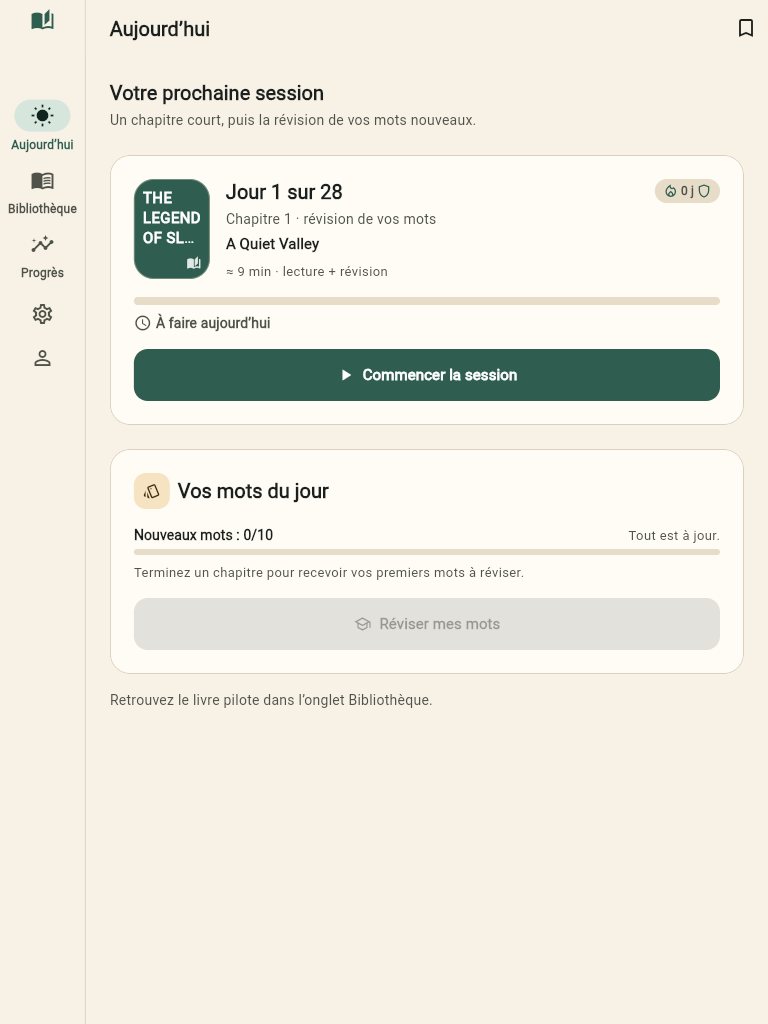 Aujourd’hui
Votre prochaine session
Un chapitre court, puis la révision de vos mots nouveaux.
Aujourd’hui
Bibliothèque
Progrès
THE
LEGEND
OF SL…
Jour 1 sur 28
0 j
Chapitre 1 · révision de vos mots
A Quiet Valley
≈ 9 min · lecture + révision
À faire aujourd’hui
Commencer la session
Vos mots du jour
Nouveaux mots : 0/10
Tout est à jour.
Terminez un chapitre pour recevoir vos premiers mots à réviser.
Réviser mes mots
Retrouvez le livre pilote dans l’onglet Bibliothèque.